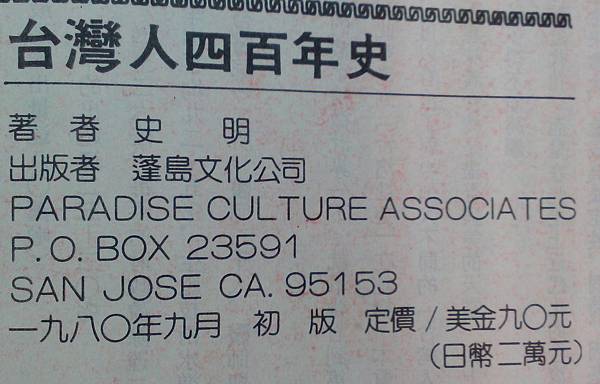 台灣人四百年史
著者 史 明
出版者 蓬島文化公司
PARADISE CULTURE ASSOCIATES
P.O.BOX 23591
SAN JOSE CA. 95153
一九八〇年九月 初 版 定價/美金九〇元
(日幣二萬元)